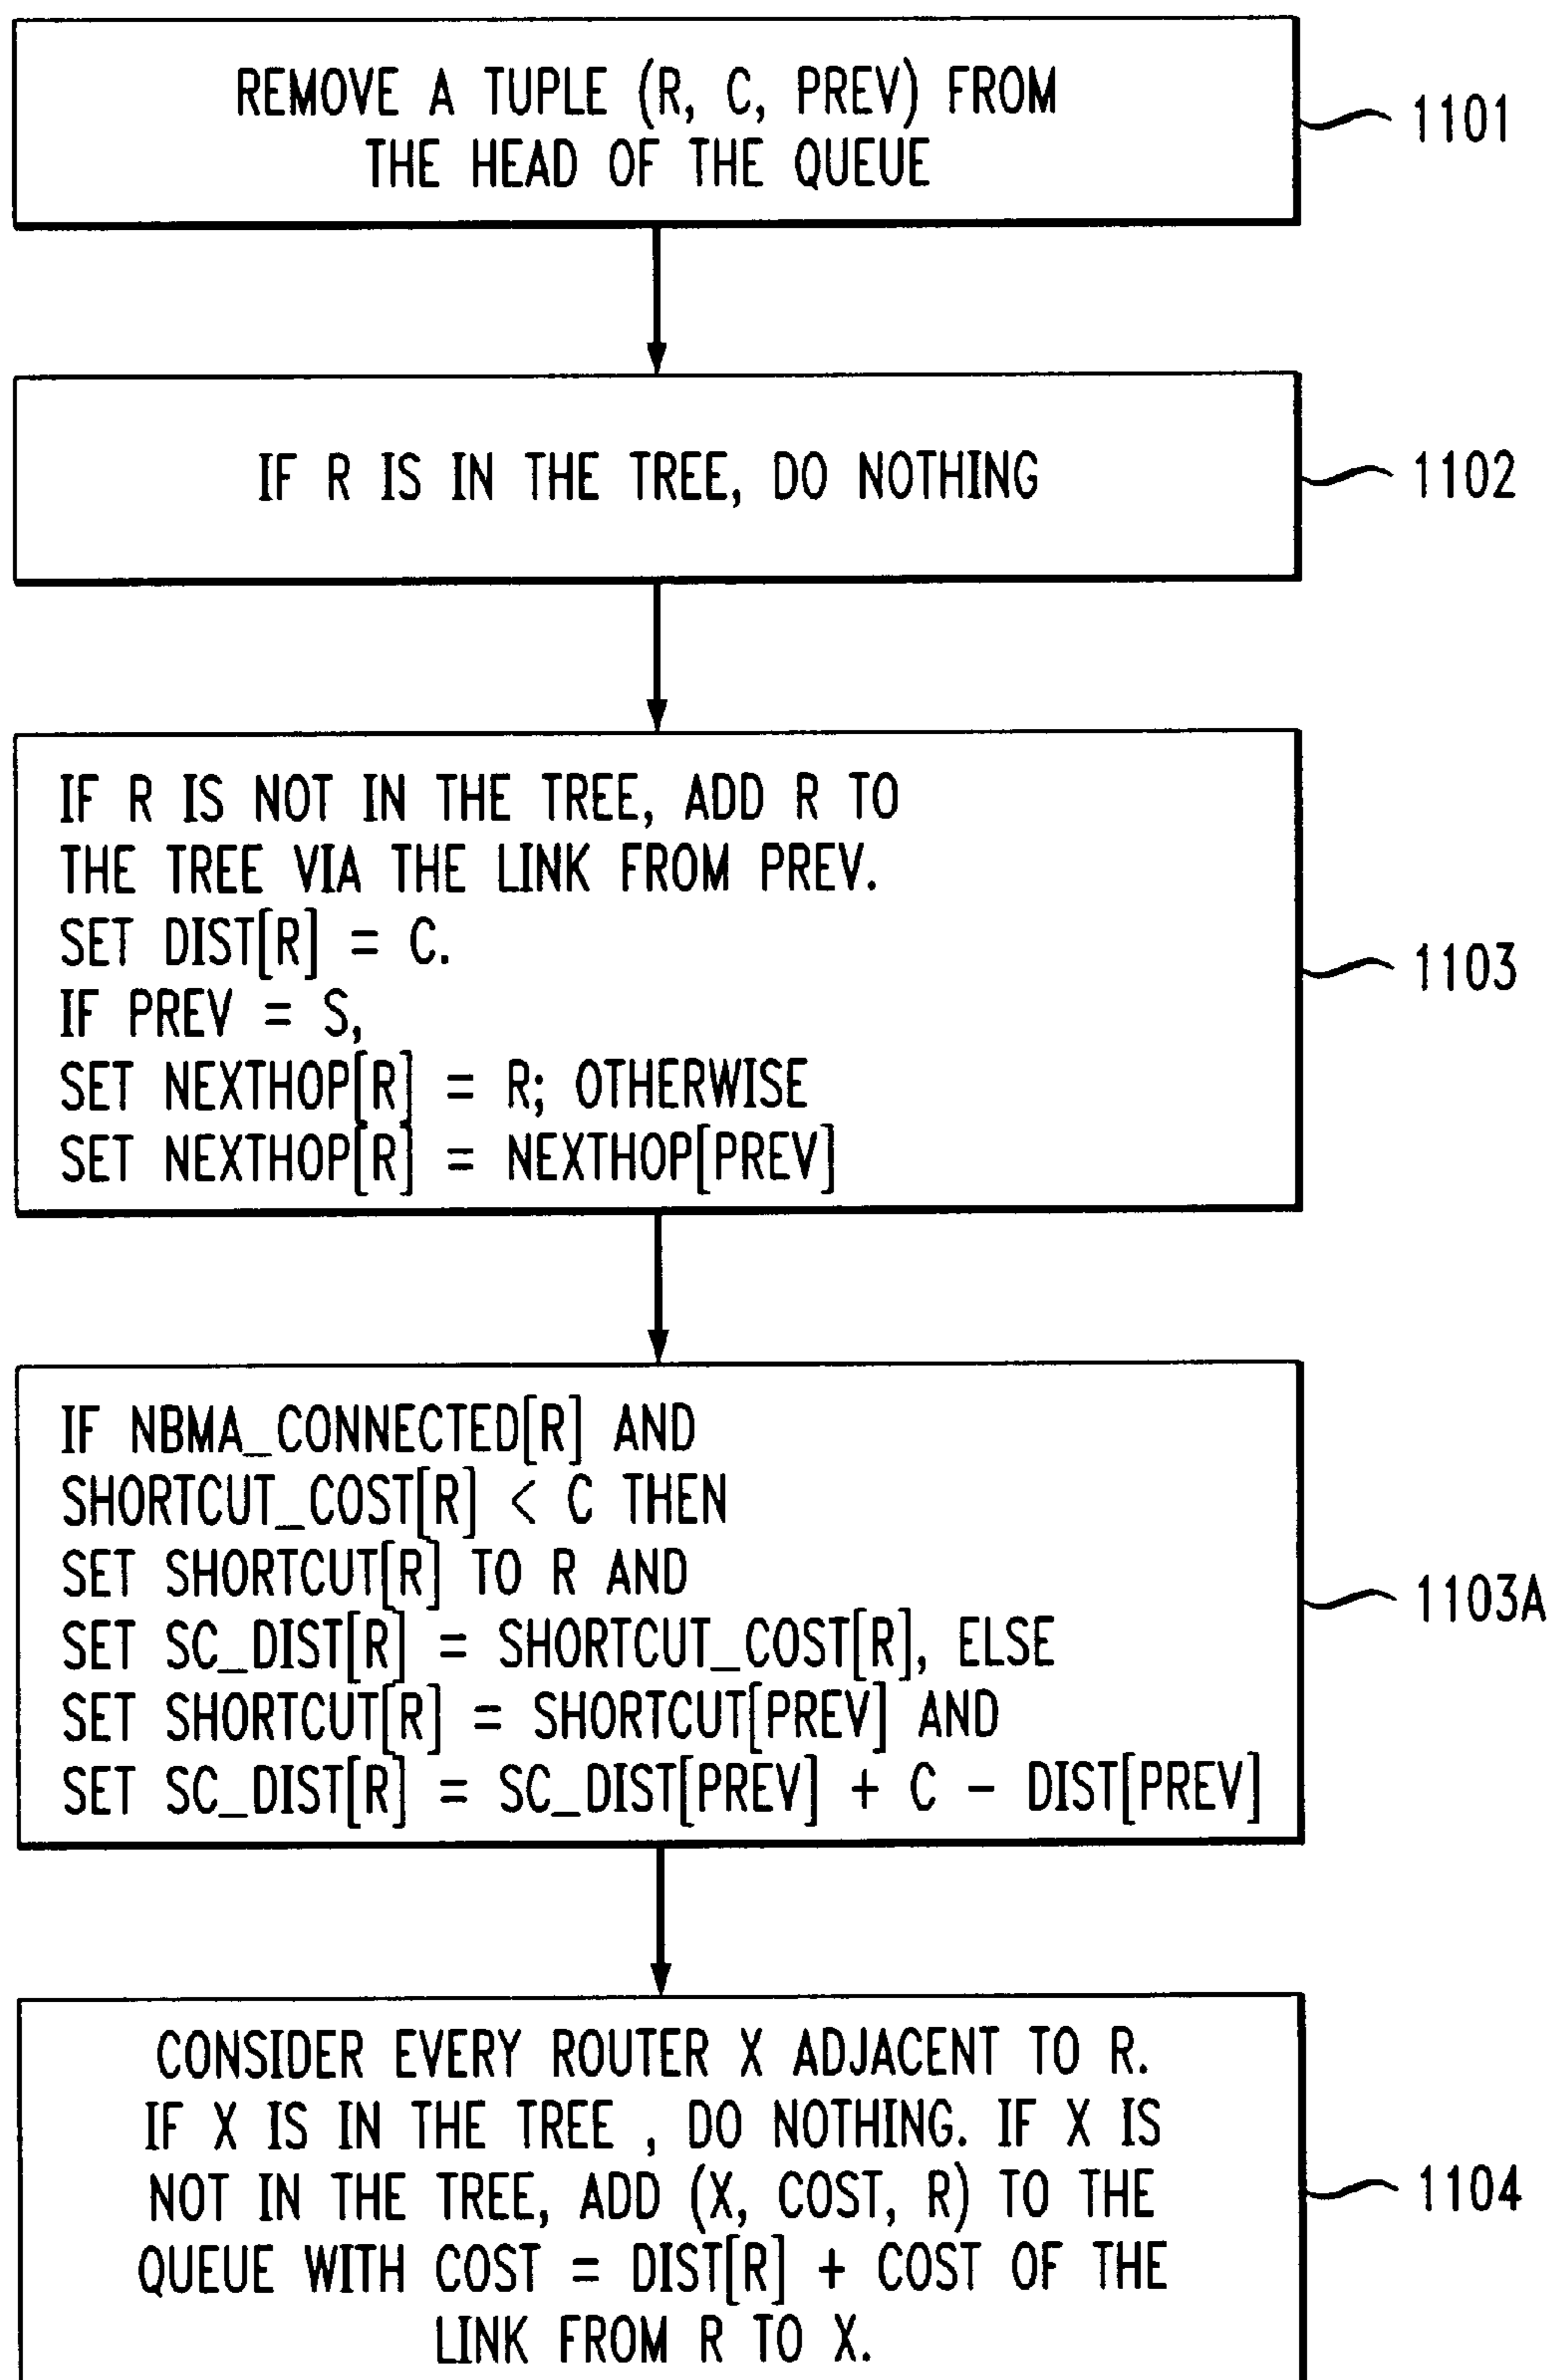 REMOVE A TUPLE (R, C, PREV) FROM
THE HEAD OF THE QUEUE
1101
IF R IS IN THE TREE, DO NOTHING
1102
IF R IS NOT IN THE TREE, ADD R TO
THE TREE VIA THE LINK FROM PREV.
SET DIST[R] = C.
IF PREV = S,
SET NEXTHOP[R] = R; OTHERWISE
SET NEXTHOP[R] = NEXTHOP[PREV]
1103
IF NBMA_CONNECTED[R] AND
SHORTCUT_COST[R] < C THEN
SET SHORTCUT[R] TO R AND
SET SC_DIST[R] = SHORTCUT_COST[R], ELSE
SET SHORTCUT[R] = SHORTCUT[PREV] AND
SET SC_DIST[R] = SC_DIST[PREV] + C - DIST[PREV]
1103A
CONSIDER EVERY ROUTER X ADJACENT TO R.
IF X IS IN THE TREE , DO NOTHING. IF X IS
NOT IN THE TREE, ADD (X, COST, R) TO THE
QUEUE WITH COST = DIST[R] + COST OF THE
LINK FROM R TO X.
1104